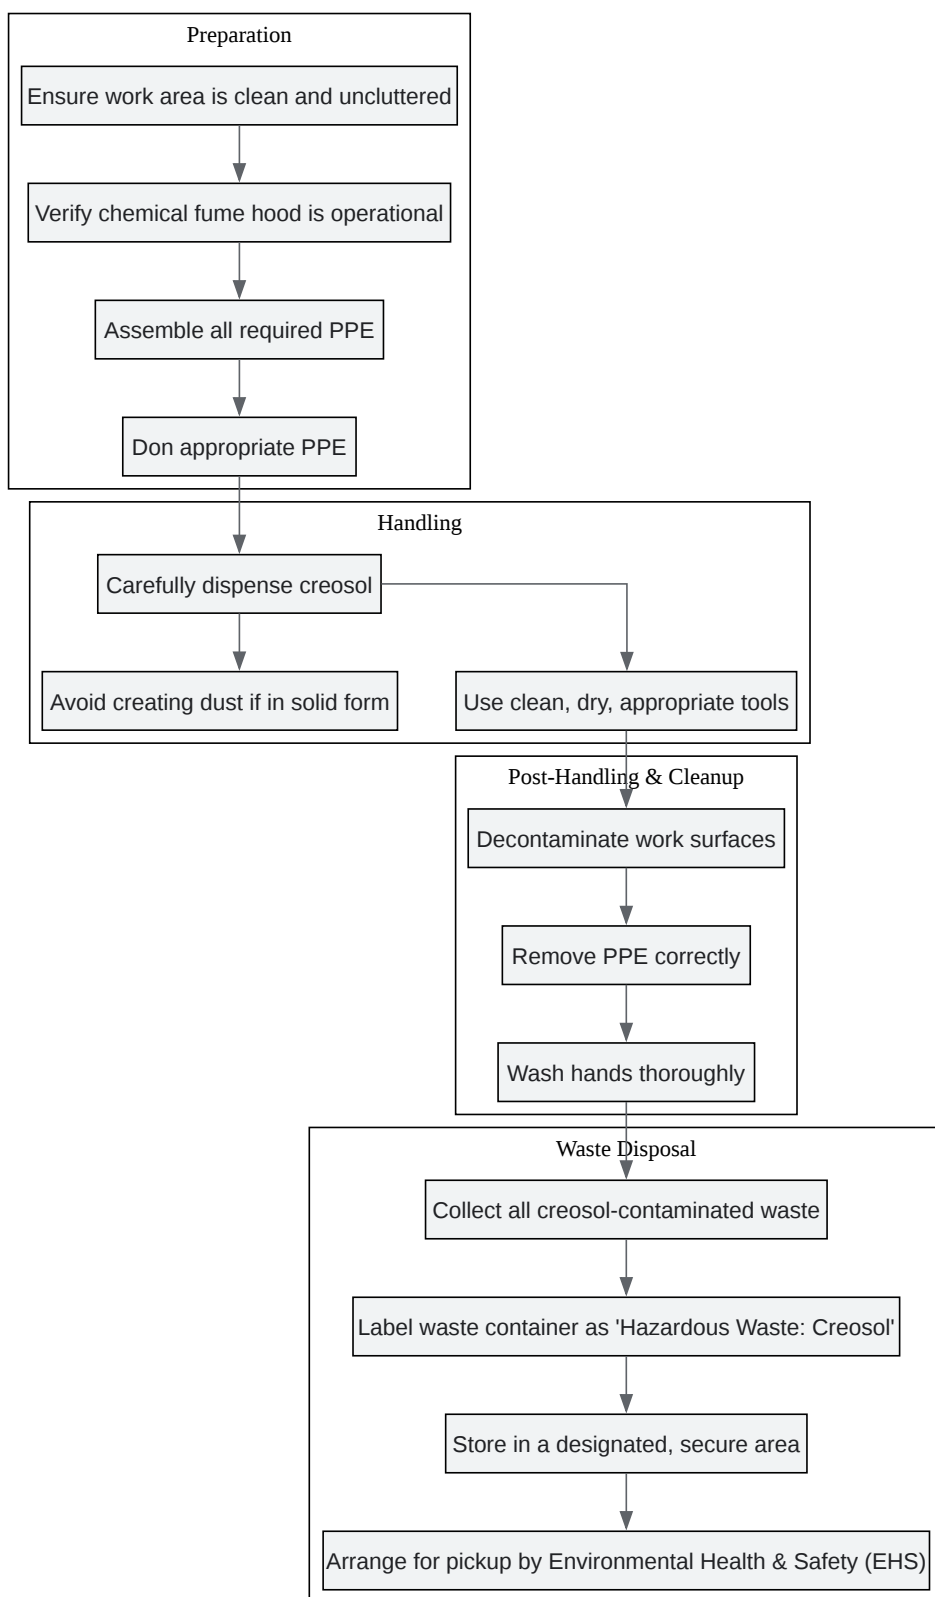 Preparation
Ensure work area is clean and uncluttered
Verify chemical fume hood is operational
Assemble all required PPE
Don appropriate PPE
Handling
Carefully dispense creosol
Avoid creating dust if in solid form
Use clean, dry, appropriate tools
Post-Handling & Cleanup
Decontaminate work surfaces
Remove PPE correctly
Wash hands thoroughly
Waste Disposal
Collect all creosol-contaminated waste
Label waste container as 'Hazardous Waste: Creosol'
Store in a designated, secure area
Arrange for pickup by Environmental Health & Safety (EHS)